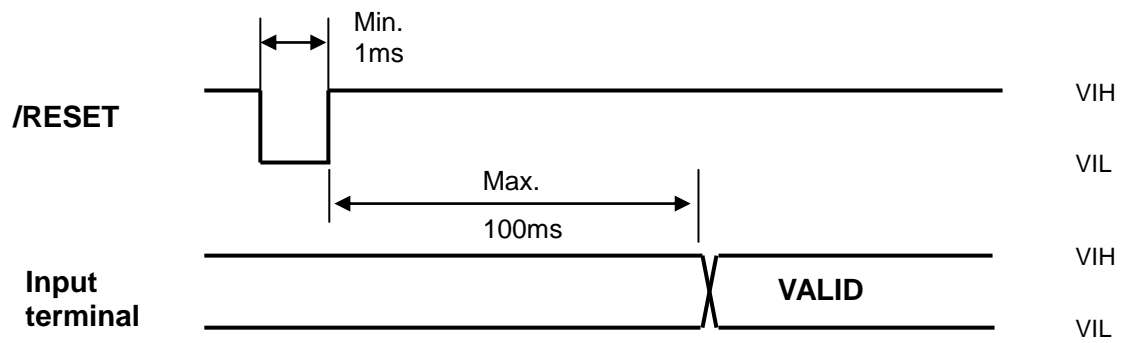 Min.
1ms
/RESET
VIH
VIL
Max.
100ms
Input
terminal
VIH
VALID
VIL